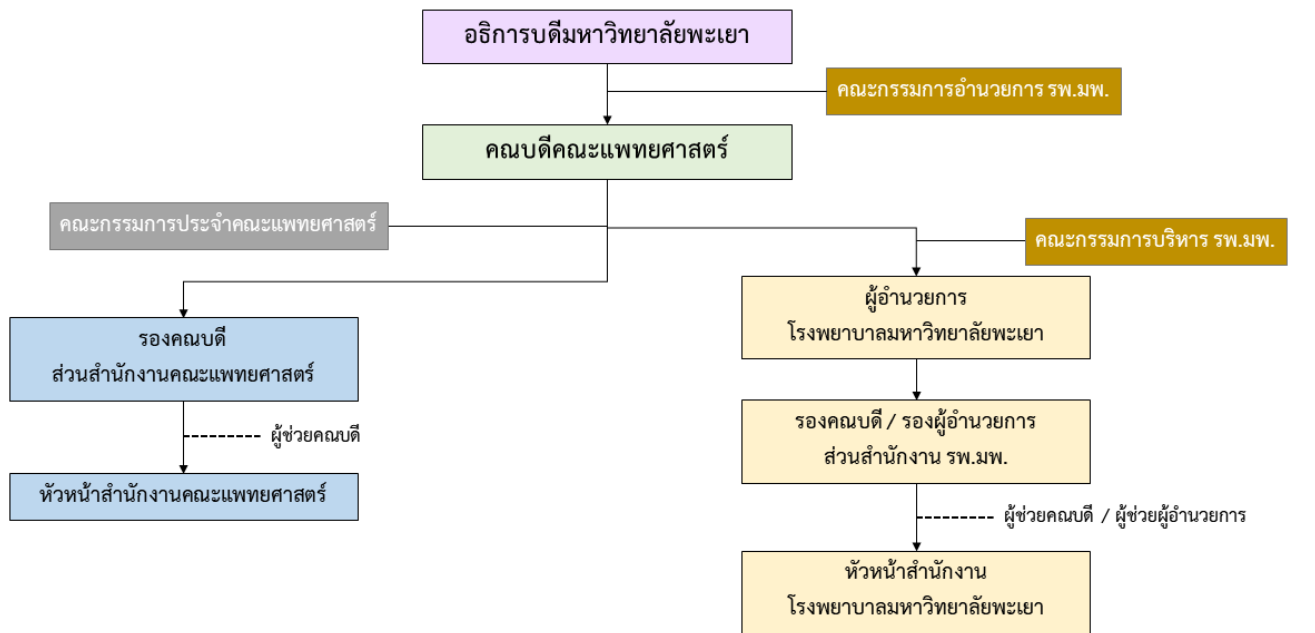 อธิการบดีมหาวิทยาลัยพะเยา
คณะกรรมการอำนวยการ รพ.มพ.
คณบดีคณะแพทยศาสตร์
คณะกรรมการประจำคณะแพทยศาสตร์
คณะกรรมการบริหาร รพ.มพ.
ผู้อำนวยการ
โรงพยาบาลมหาวิทยาลัยพะเยา
รองคณบดี
ส่วนสำนักงานคณะแพทยศาสตร์
รองคณบดี / รองผู้อำนวยการ
ส่วนสำนักงาน รพ.มพ.
ผู้ช่วยคณบดี
หัวหน้าสำนักงานคณะแพทยศาสตร์
ผู้ช่วยคณบดี / ผู้ช่วยผู้อำนวยการ
หัวหน้าสำนักงาน
โรงพยาบาลมหาวิทยาลัยพะเยา